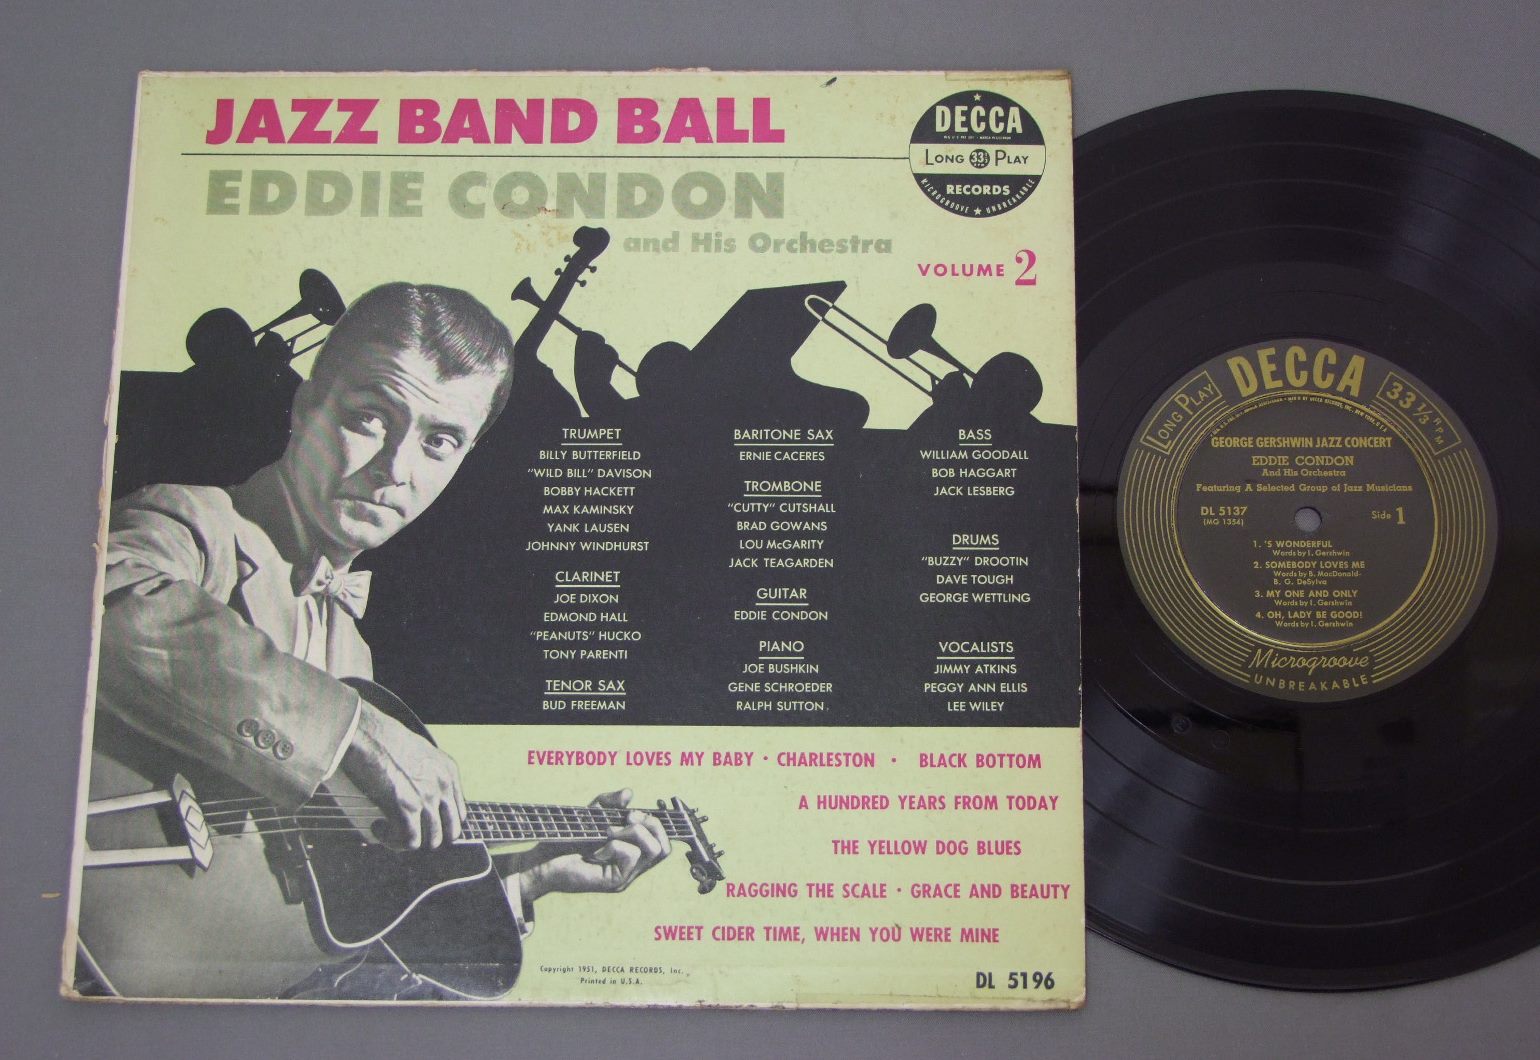 JAZZ BAND BALL
EDDIE CONDON
and His Orchestra
DECCA
LONG 33⅓ PLAY
RECORDS
MICROGROOVE ★ UNBREAKABLE
VOLUME 2
TRUMPET
BILLY BUTTERFIELD
"WILD BILL" DAVISON
BOBBY HACKETT
MAX KAMINSKY
YANK LAUSEN
JOHNNY WINDHURST
CLARINET
JOE DIXON
EDMOND HALL
"PEANUTS" HUCKO
TONY PARENTI
TENOR SAX
BUD FREEMAN
BARITONE SAX
ERNIE CACERES
TROMBONE
"CUTTY" CUTSHALL
BRAD GOWANS
LOU McGARITY
JACK TEAGARDEN
GUITAR
EDDIE CONDON
PIANO
JOE BUSHKIN
GENE SCHROEDER
RALPH SUTTON
BASS
WILLIAM GOODALL
BOB HAGGART
JACK LESBERG
DRUMS
"BUZZY" DROOTIN
DAVE TOUGH
GEORGE WETTLING
VOCALISTS
JIMMY ATKINS
PEGGY ANN ELLIS
LEE WILEY
EVERYBODY LOVES MY BABY • CHARLESTON • BLACK BOTTOM
A HUNDRED YEARS FROM TODAY
THE YELLOW DOG BLUES
RAGGING THE SCALE • GRACE AND BEAUTY
SWEET CIDER TIME, WHEN YOU WERE MINE
Copyright 1951, DECCA RECORDS, Inc.
Printed in U.S.A.
DL 5196
DECCA
LONG PLAY
33 1/3 RPM
GEORGE GERSHWIN JAZZ CONCERT
EDDIE CONDON
And His Orchestra
Featuring A Selected Group of Jazz Musicians
DL 5137
(MG 1354)
Side 1
1. 'S WONDERFUL
Words by I. Gershwin
2. SOMEBODY LOVES ME
Words by B. MacDonald-
B. G. DeSylva
3. MY ONE AND ONLY
Words by I. Gershwin
4. OH, LADY BE GOOD!
Words by I. Gershwin
Microgroove
UNBREAKABLE